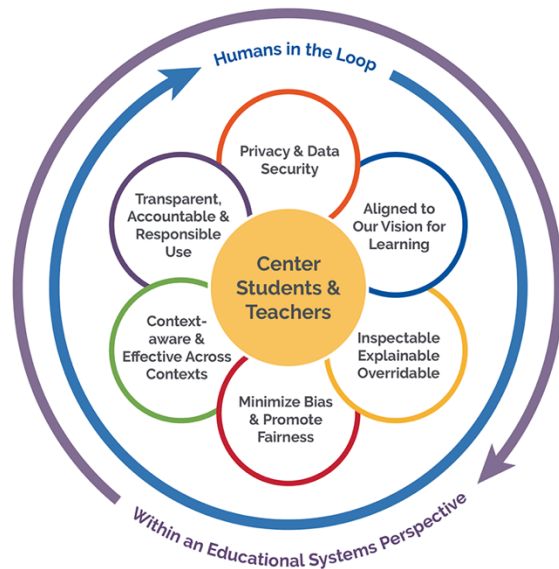 Humans in the Loop
Privacy & Data
Security
Transparent,
Accountable &
Responsible
Use
Aligned to
Our Vision for
Learning
Center
Students &
Teachers
Context-
aware &
Effective Across
Contexts
Inspectable
Explainable
Overridable
Minimize Bias
& Promote
Fairness
Within an Educational Systems Perspective